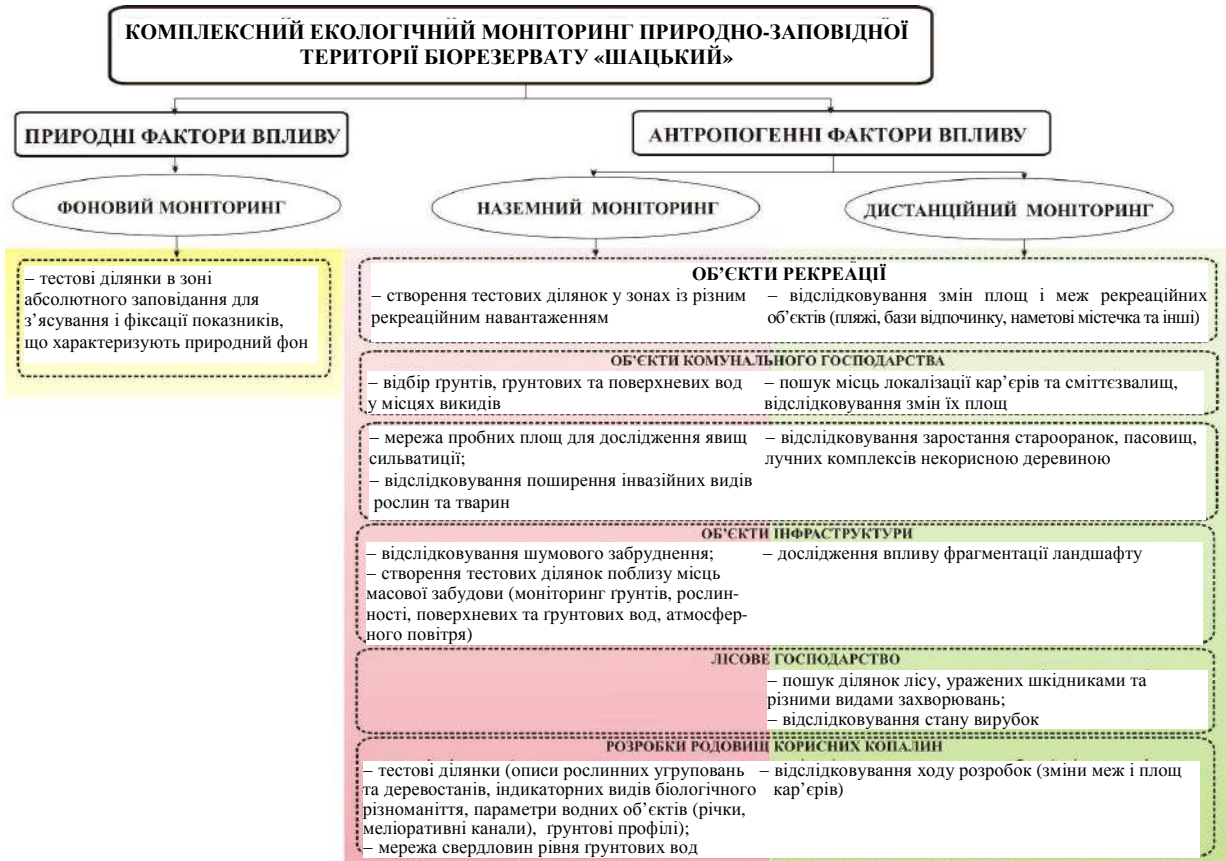 КОМПЛЕКСНИЙ ЕКОЛОГІЧНИЙ МОНІТОРИНГ ПРИРОДНО-ЗАПОВІДНОЇ
ТЕРИТОРІЇ БІОРЕЗЕРВАТУ «ШАЦЬКИЙ»
ПРИРОДНІ ФАКТОРИ ВПЛИВУ
АНТРОПОГЕННІ ФАКТОРИ ВПЛИВУ
ФОНОВИЙ МОНІТОРИНГ
НАЗЕМНИЙ МОНІТОРИНГ
ДИСТАНЦІЙНИЙ МОНІТОРИНГ
– тестові ділянки в зоні
абсолютного заповідання для
з’ясування і фіксації показників,
що характеризують природний фон
ОБ’ЄКТИ РЕКРЕАЦІЇ
– створення тестових ділянок у зонах із різним
рекреаційним навантаженням
– відслідковування змін площ і меж рекреаційних
об’єктів (пляжі, бази відпочинку, наметові містечка та інші)
ОБ’ЄКТИ КОМУНАЛЬНОГО ГОСПОДАРСТВА
– відбір ґрунтів, ґрунтових та поверхневих вод
у місцях викидів
– пошук місць локалізації кар’єрів та сміттєзвалищ,
відслідковування змін їх площ
– мережа пробних площ для дослідження явищ
сильватиції;
– відслідковування поширення інвазійних видів
рослин та тварин
– відслідковування заростання староорaнок, пасовищ,
лучних комплексів некорисною деревиною
ОБ’ЄКТИ ІНФРАСТРУКТУРИ
– відслідковування шумового забруднення;
– створення тестових ділянок поблизу місць
масової забудови (моніторинг ґрунтів, рослин-
ності, поверхневих та ґрунтових вод, атмосфер-
ного повітря)
– дослідження впливу фрагментації ландшафту
ЛІСОВЕ ГОСПОДАРСТВО
– пошук ділянок лісу, уражених шкідниками та
різними видами захворювань;
– відслідковування стану вирубок
РОЗРОБКИ РОДОВИЩ КОРИСНИХ КОПАЛИН
– тестові ділянки (описи рослинних угруповань
та деревостанів, індикаторних видів біологічного
різноманіття, параметри водних об’єктів (річки,
меліоративні канали), ґрунтові профілі);
– мережа свердловин рівня ґрунтових вод
– відслідковування ходу розробок (зміни меж і площ
кар’єрів)